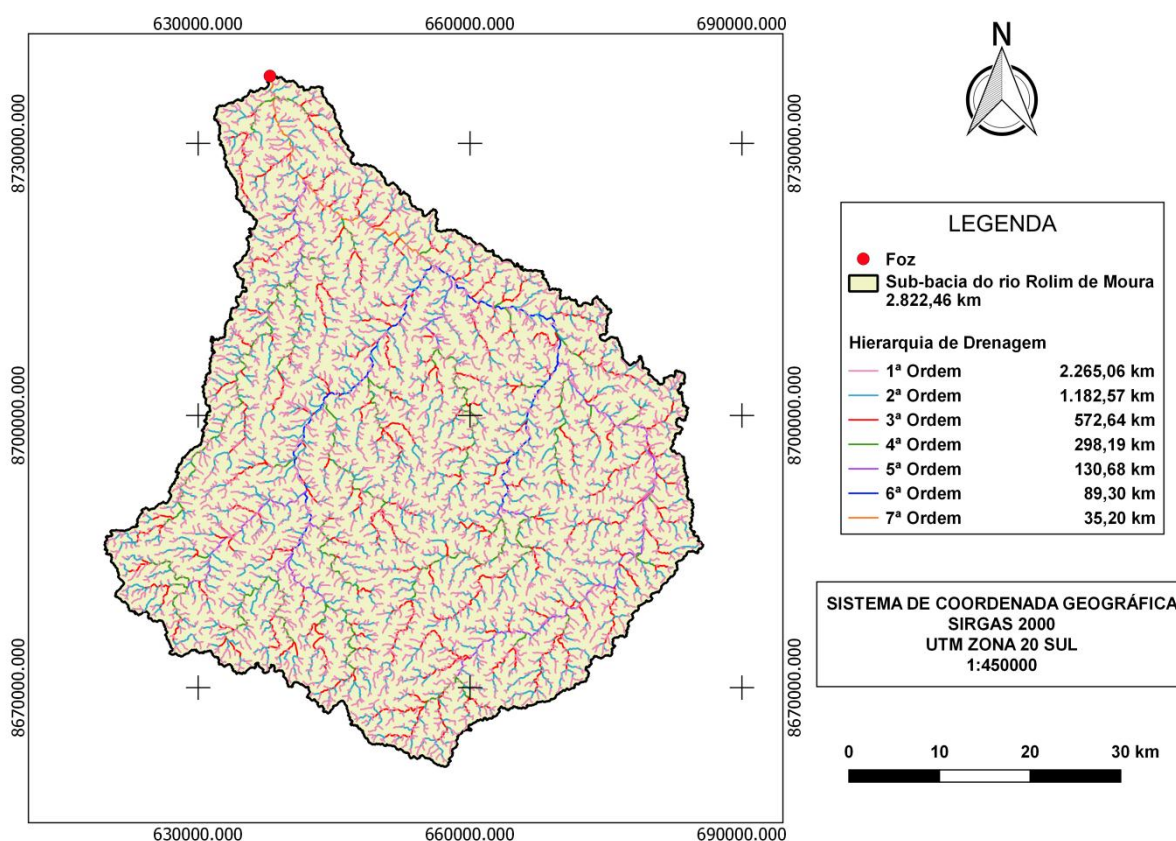 630000.000
660000.000
690000.000
8730000.000
8730000.000
8700000.000
8700000.000
8670000.000
8670000.000
630000.000
660000.000
690000.000
N
LEGENDA
Foz
Sub-bacia do rio Rolim de Moura
2.822,46 km
Hierarquia de Drenagem
1ª Ordem 2.265,06 km
2ª Ordem 1.182,57 km
3ª Ordem 572,64 km
4ª Ordem 298,19 km
5ª Ordem 130,68 km
6ª Ordem 89,30 km
7ª Ordem 35,20 km
SISTEMA DE COORDENADA GEOGRÁFICA
SIRGAS 2000
UTM ZONA 20 SUL
1:450000
0 10 20 30 km